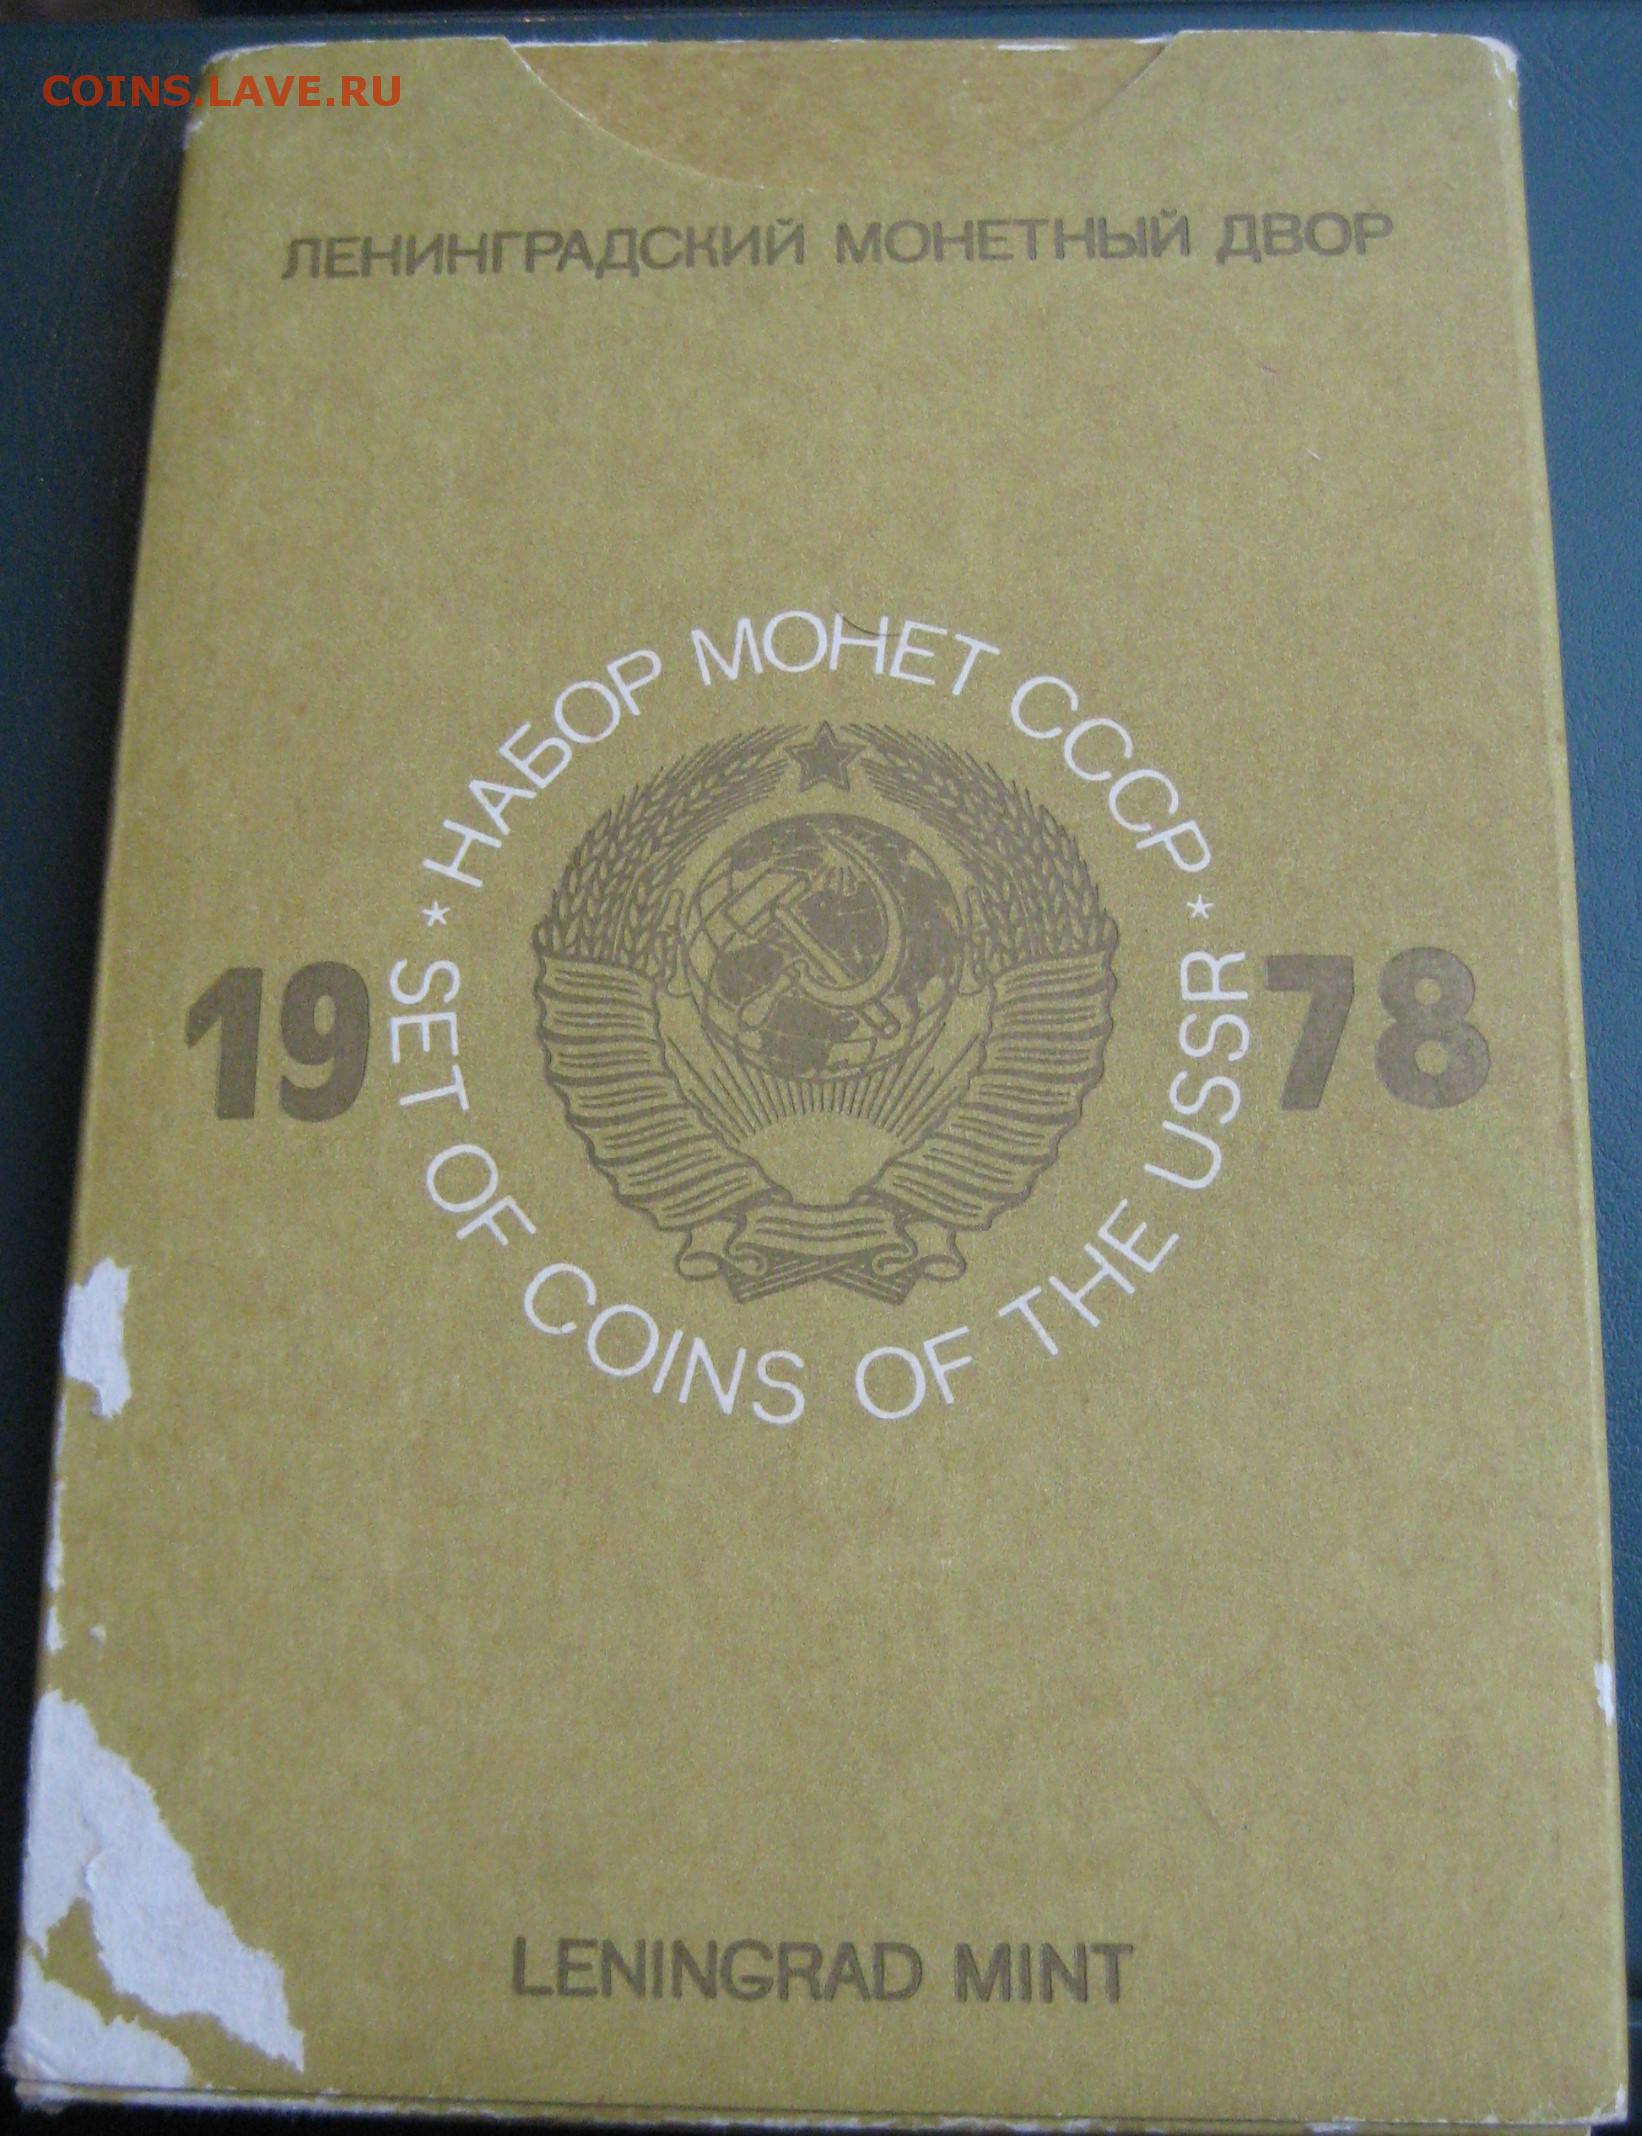 COINS.LAVE.RU
ЛЕНИНГРАДСКИЙ МОНЕТНЫЙ ДВОР
* НАБОР МОНЕТ СССР *
19 78
SET OF COINS OF THE USSR
LENINGRAD MINT